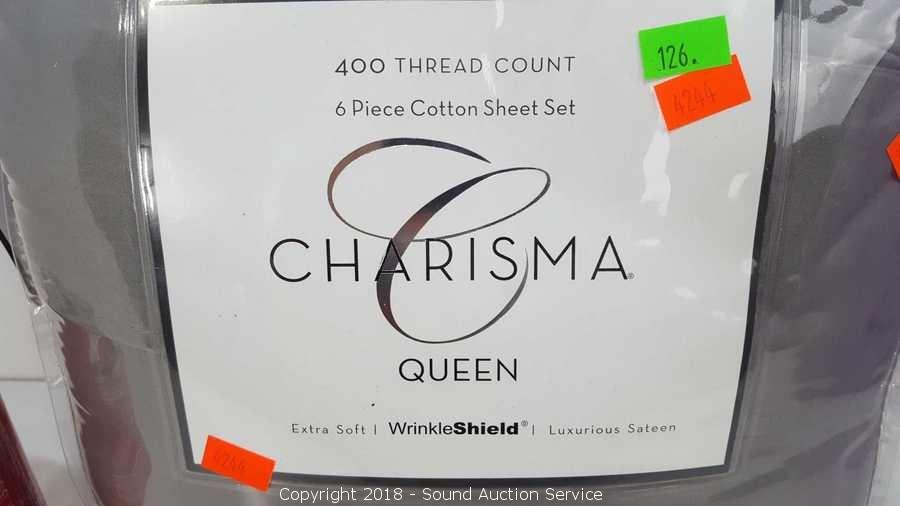 400 THREAD COUNT
6 Piece Cotton Sheet Set
126.
4244
C
CHARISMA®
QUEEN
Extra Soft | WrinkleShield® | Luxurious Sateen
4244
Copyright 2018 - Sound Auction Service